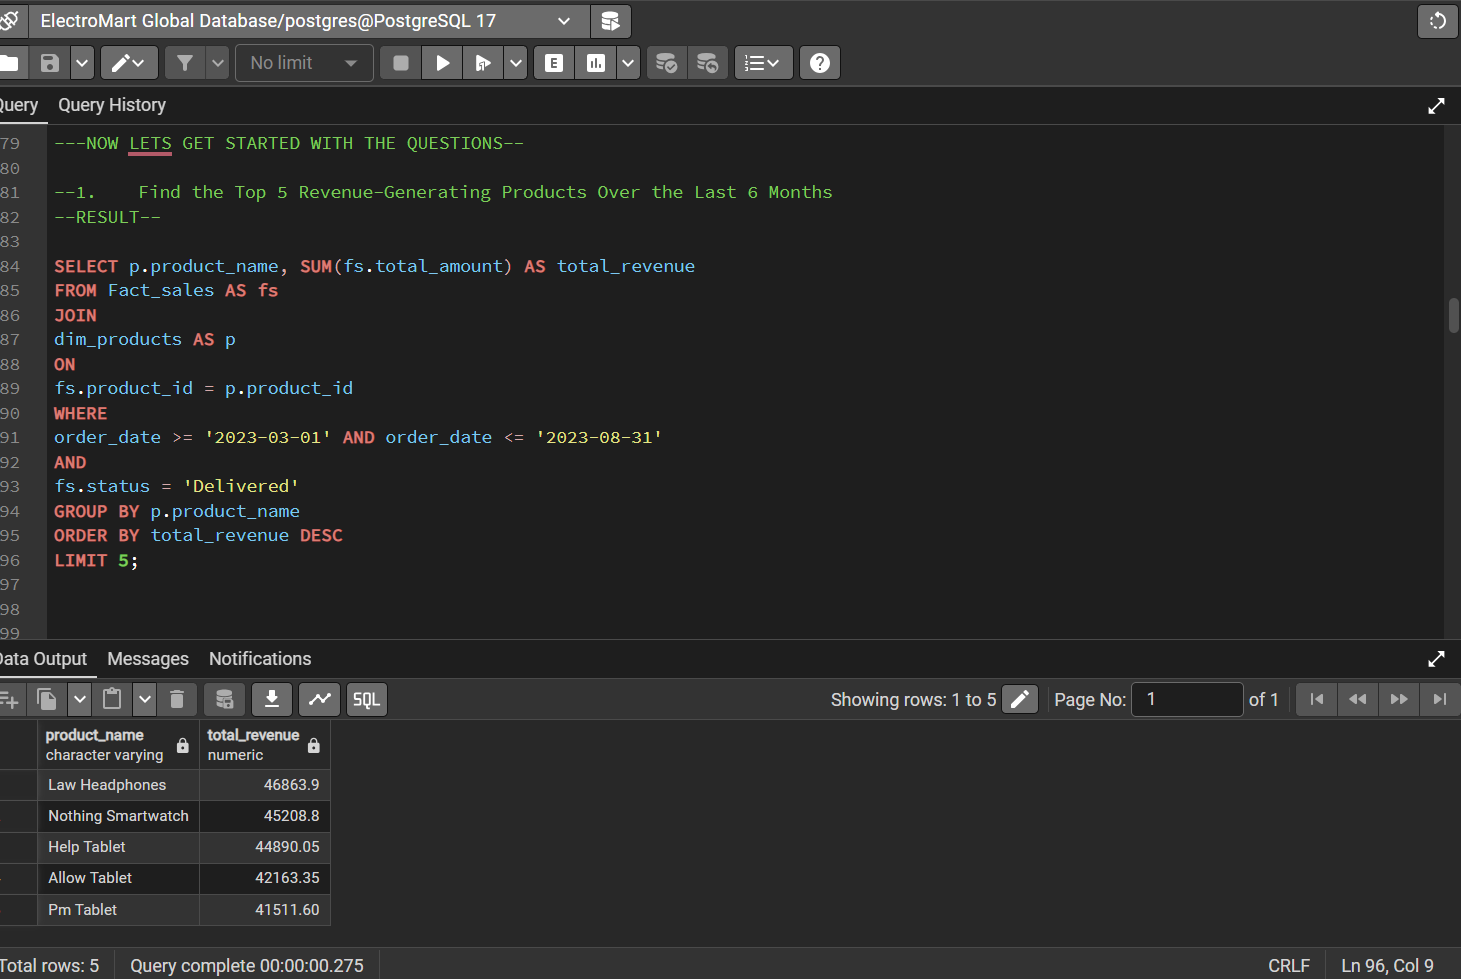 ElectroMart Global Database/postgres@PostgreSQL 17
No limit
E
Query Query History
79 ---NOW LETS GET STARTED WITH THE QUESTIONS--
80
81 --1.    Find the Top 5 Revenue-Generating Products Over the Last 6 Months
82 --RESULT--
83
84 SELECT p.product_name, SUM(fs.total_amount) AS total_revenue
85 FROM Fact_sales AS fs
86 JOIN
87 dim_products AS p
88 ON
89 fs.product_id = p.product_id
90 WHERE
91 order_date >= '2023-03-01' AND order_date <= '2023-08-31'
92 AND
93 fs.status = 'Delivered'
94 GROUP BY p.product_name
95 ORDER BY total_revenue DESC
96 LIMIT 5;
97
98
99
Data Output Messages Notifications
SQL Showing rows: 1 to 5 Page No: 1 of 1
product_name total_revenue
character varying numeric
Law Headphones 46863.9
Nothing Smartwatch 45208.8
Help Tablet 44890.05
Allow Tablet 42163.35
Pm Tablet 41511.60
Total rows: 5 Query complete 00:00:00.275 CRLF Ln 96, Col 9